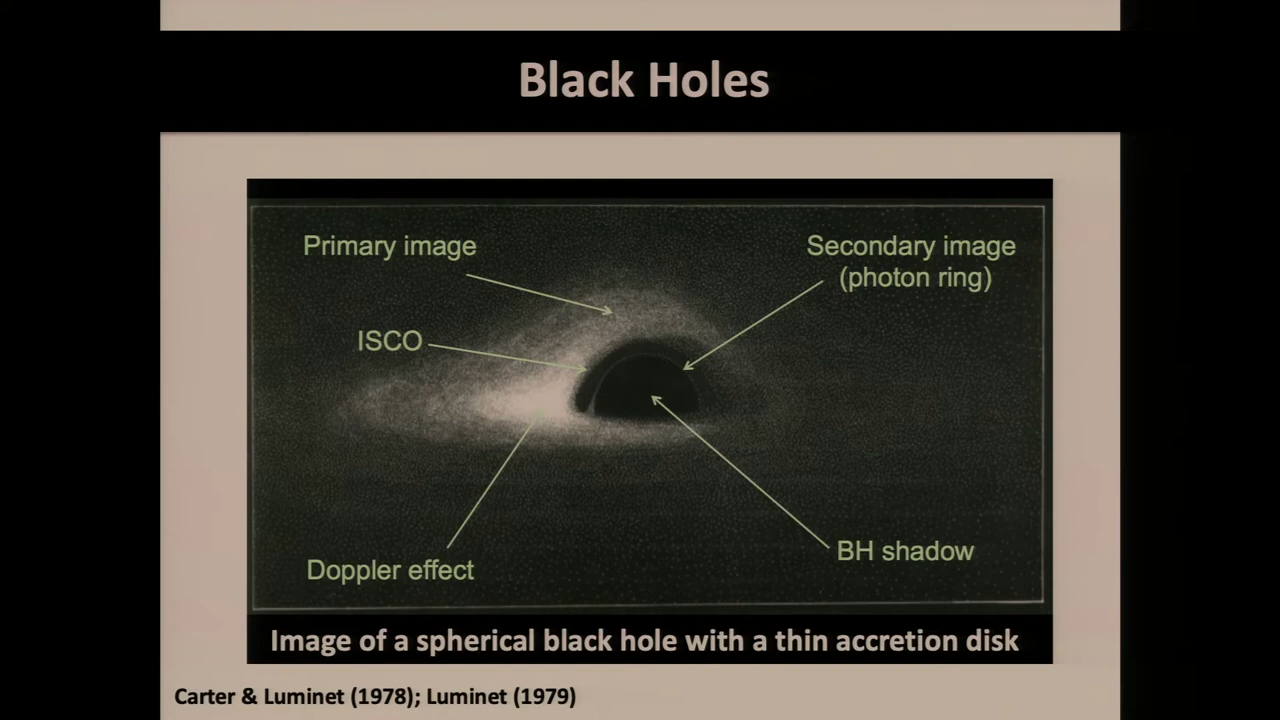 Black Holes
Primary image
Secondary image
(photon ring)
ISCO
Doppler effect
BH shadow
Image of a spherical black hole with a thin accretion disk
Carter & Luminet (1978); Luminet (1979)